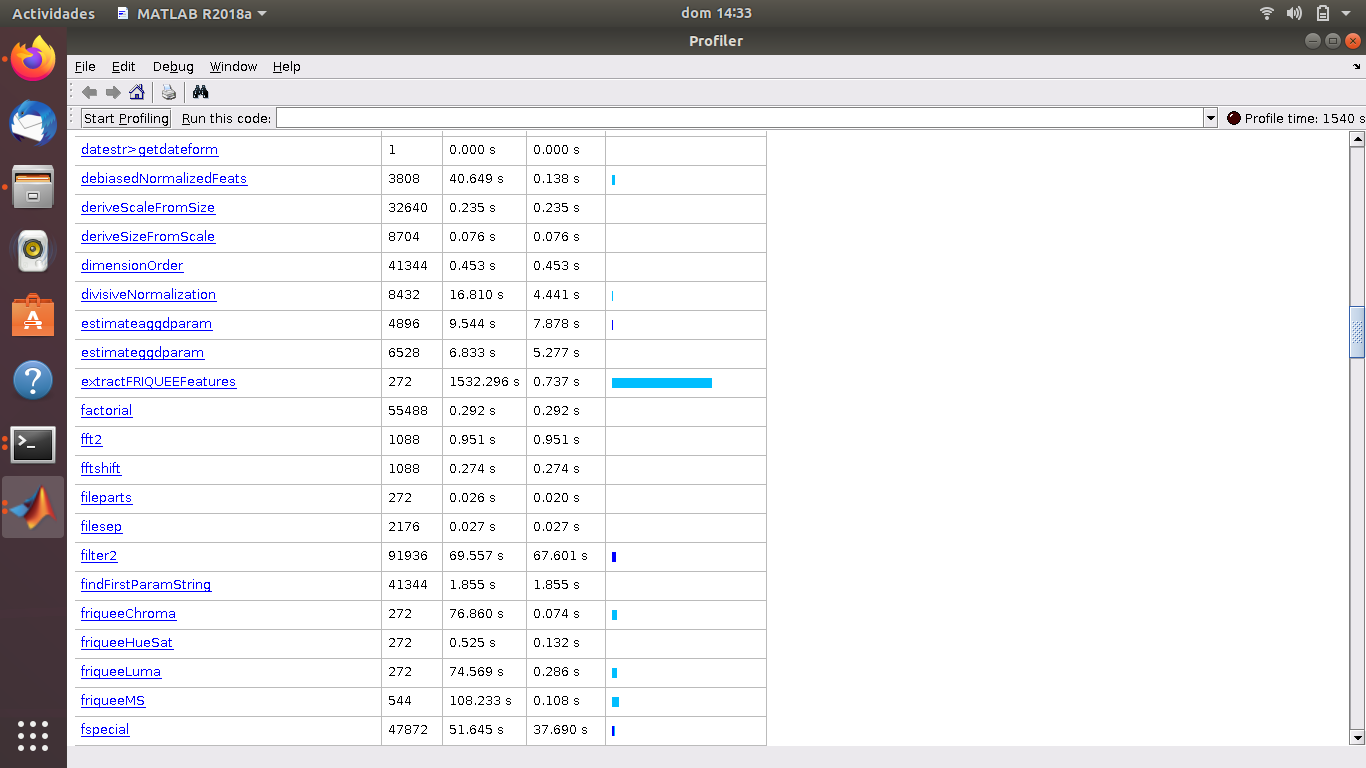 Actividades MATLAB R2018a dom 14:33
Profiler
File Edit Debug Window Help
Start Profiling Run this code: Profile time: 1540 s
datestr>getdateform 1 0.000 s 0.000 s
debiasedNormalizedFeats 3808 40.649 s 0.138 s
deriveScaleFromSize 32640 0.235 s 0.235 s
deriveSizeFromScale 8704 0.076 s 0.076 s
dimensionOrder 41344 0.453 s 0.453 s
divisiveNormalization 8432 16.810 s 4.441 s
estimateaggdparam 4896 9.544 s 7.878 s
estimateggdparam 6528 6.833 s 5.277 s
extractFRIQUEEFeatures 272 1532.296 s 0.737 s
factorial 55488 0.292 s 0.292 s
fft2 1088 0.951 s 0.951 s
fftshift 1088 0.274 s 0.274 s
fileparts 272 0.026 s 0.020 s
filesep 2176 0.027 s 0.027 s
filter2 91936 69.557 s 67.601 s
findFirstParamString 41344 1.855 s 1.855 s
friqueeChroma 272 76.860 s 0.074 s
friqueeHueSat 272 0.525 s 0.132 s
friqueeLuma 272 74.569 s 0.286 s
friqueeMS 544 108.233 s 0.108 s
fspecial 47872 51.645 s 37.690 s